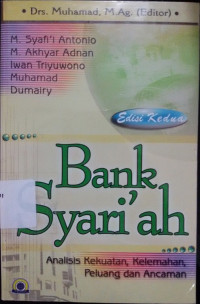 • Drs. Muhamad, M.Ag. (Editor) •
M. Syafi'i Antonio
M. Akhyar Adnan
Iwan Triyuwono
Muhamad
Dumairy
Edisi Kedua
Bank
Syari'ah
Analisis Kekuatan, Kelemahan,
Peluang dan Ancaman